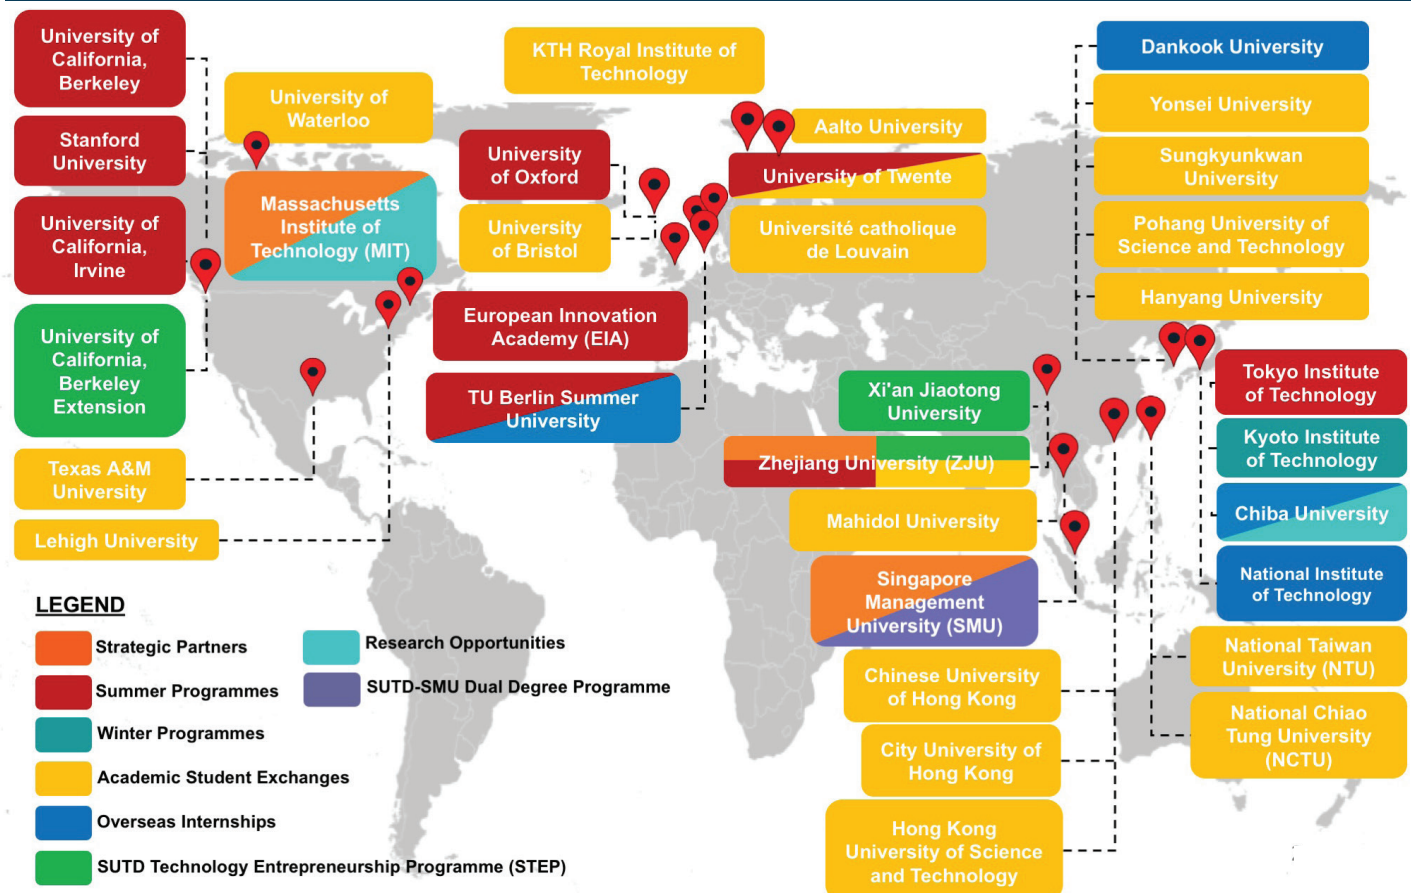 University of
California,
Berkeley
Stanford
University
University of
California,
Irvine
University of
California,
Berkeley
Extension
Texas A&M
University
Lehigh University
University of
Waterloo
Massachusetts
Institute of
Technology (MIT)
KTH Royal Institute of
Technology
University
of Oxford
University
of Bristol
European Innovation
Academy (EIA)
TU Berlin Summer
University
Aalto University
University of Twente
Université catholique
de Louvain
Xi'an Jiaotong
University
Zhejiang University (ZJU)
Mahidol University
Singapore
Management
University (SMU)
Chinese University
of Hong Kong
City University of
Hong Kong
Hong Kong
University of Science
and Technology
Dankook University
Yonsei University
Sungkyunkwan
University
Pohang University of
Science and Technology
Hanyang University
Tokyo Institute
of Technology
Kyoto Institute
of Technology
Chiba University
National Institute
of Technology
National Taiwan
University (NTU)
National Chiao
Tung University
(NCTU)
LEGEND
Strategic Partners
Summer Programmes
Winter Programmes
Academic Student Exchanges
Overseas Internships
SUTD Technology Entrepreneurship Programme (STEP)
Research Opportunities
SUTD-SMU Dual Degree Programme